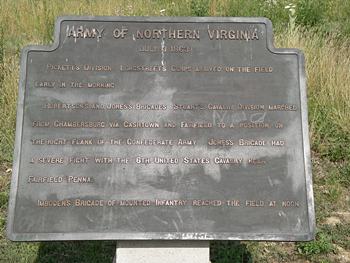 ARMY OF NORTHERN VIRGINIA
JULY 3 1863
PICKETT'S DIVISION LONGSTREET'S CORPS ARRIVED ON THE FIELD
EARLY IN THE MORNING
ROBERTSON'S AND JONES'S BRIGADES STUART'S CAVALRY DIVISION MARCHED
FROM CHAMBERSBURG VIA CASHTOWN AND FAIRFIELD TO A POSITION ON
THE RIGHT FLANK OF THE CONFEDERATE ARMY JONES'S BRIGADE HAD
A SEVERE FIGHT WITH THE 6TH UNITED STATES CAVALRY NEAR
FAIRFIELD PENNA.
IMBODEN'S BRIGADE OF MOUNTED INFANTRY REACHED THE FIELD AT NOON